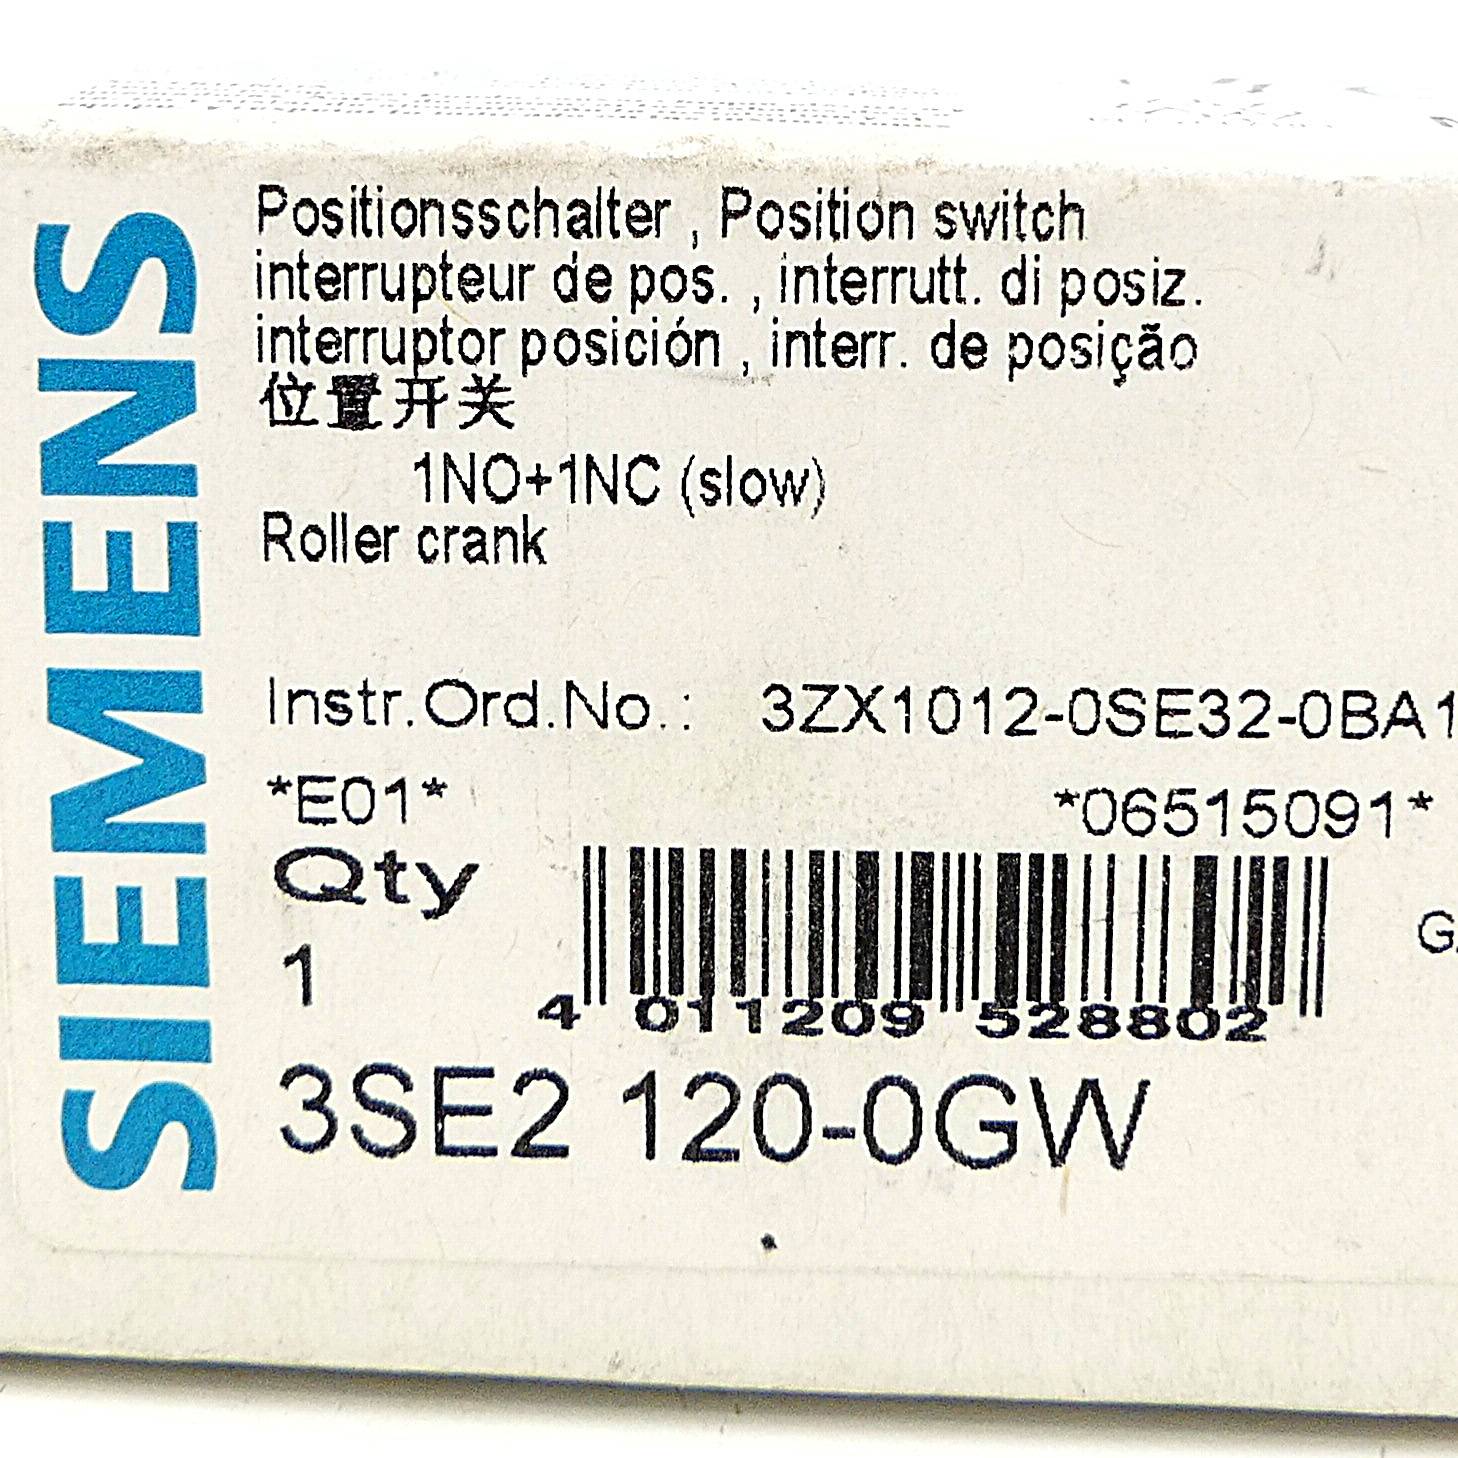 SIEMENS
Positionsschalter , Position switch
interrupteur de pos. , interrutt. di posiz.
interruptor posición , interr. de posição
位置开关
1NO+1NC (slow)
Roller crank
Instr.Ord.No.: 3ZX1012-0SE32-0BA1
*E01* *06515091*
Qty
1
4 011209 528802
3SE2 120-0GW